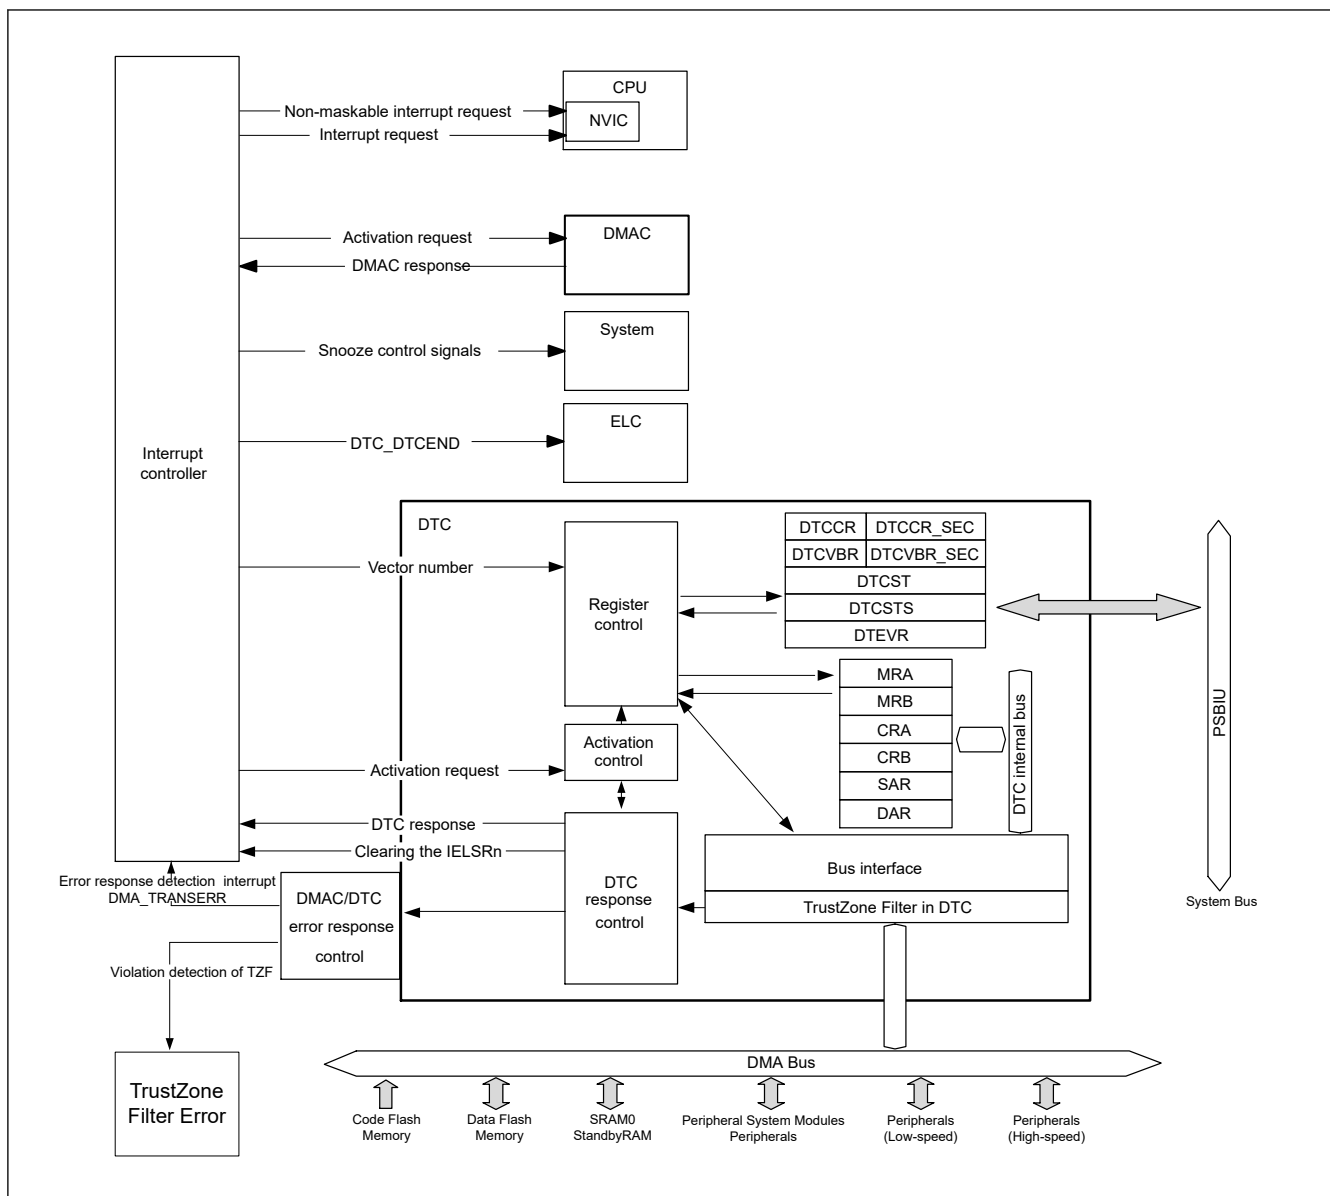 CPU
NVIC
Non-maskable interrupt request
Interrupt request
DMAC
Activation request
DMAC response
System
Snooze control signals
ELC
DTC_DTCEND
Interrupt
controller
DTC
Vector number
Register
control
DTCCR
DTCCR_SEC
DTCVBR
DTCVBR_SEC
DTCST
DTCSTS
DTEVR
MRA
MRB
CRA
CRB
SAR
DAR
DTC internal bus
PSBIU
System Bus
Activation
control
Activation request
DTC response
Clearing the IELSRn
DTC
response
control
Bus interface
TrustZone Filter in DTC
Error response detection interrupt
DMA_TRANSERR
DMAC/DTC
error response
control
Violation detection of TZF
TrustZone
Filter Error
DMA Bus
Code Flash
Memory
Data Flash
Memory
SRAM0
StandbyRAM
Peripheral System Modules
Peripherals
Peripherals
(Low-speed)
Peripherals
(High-speed)